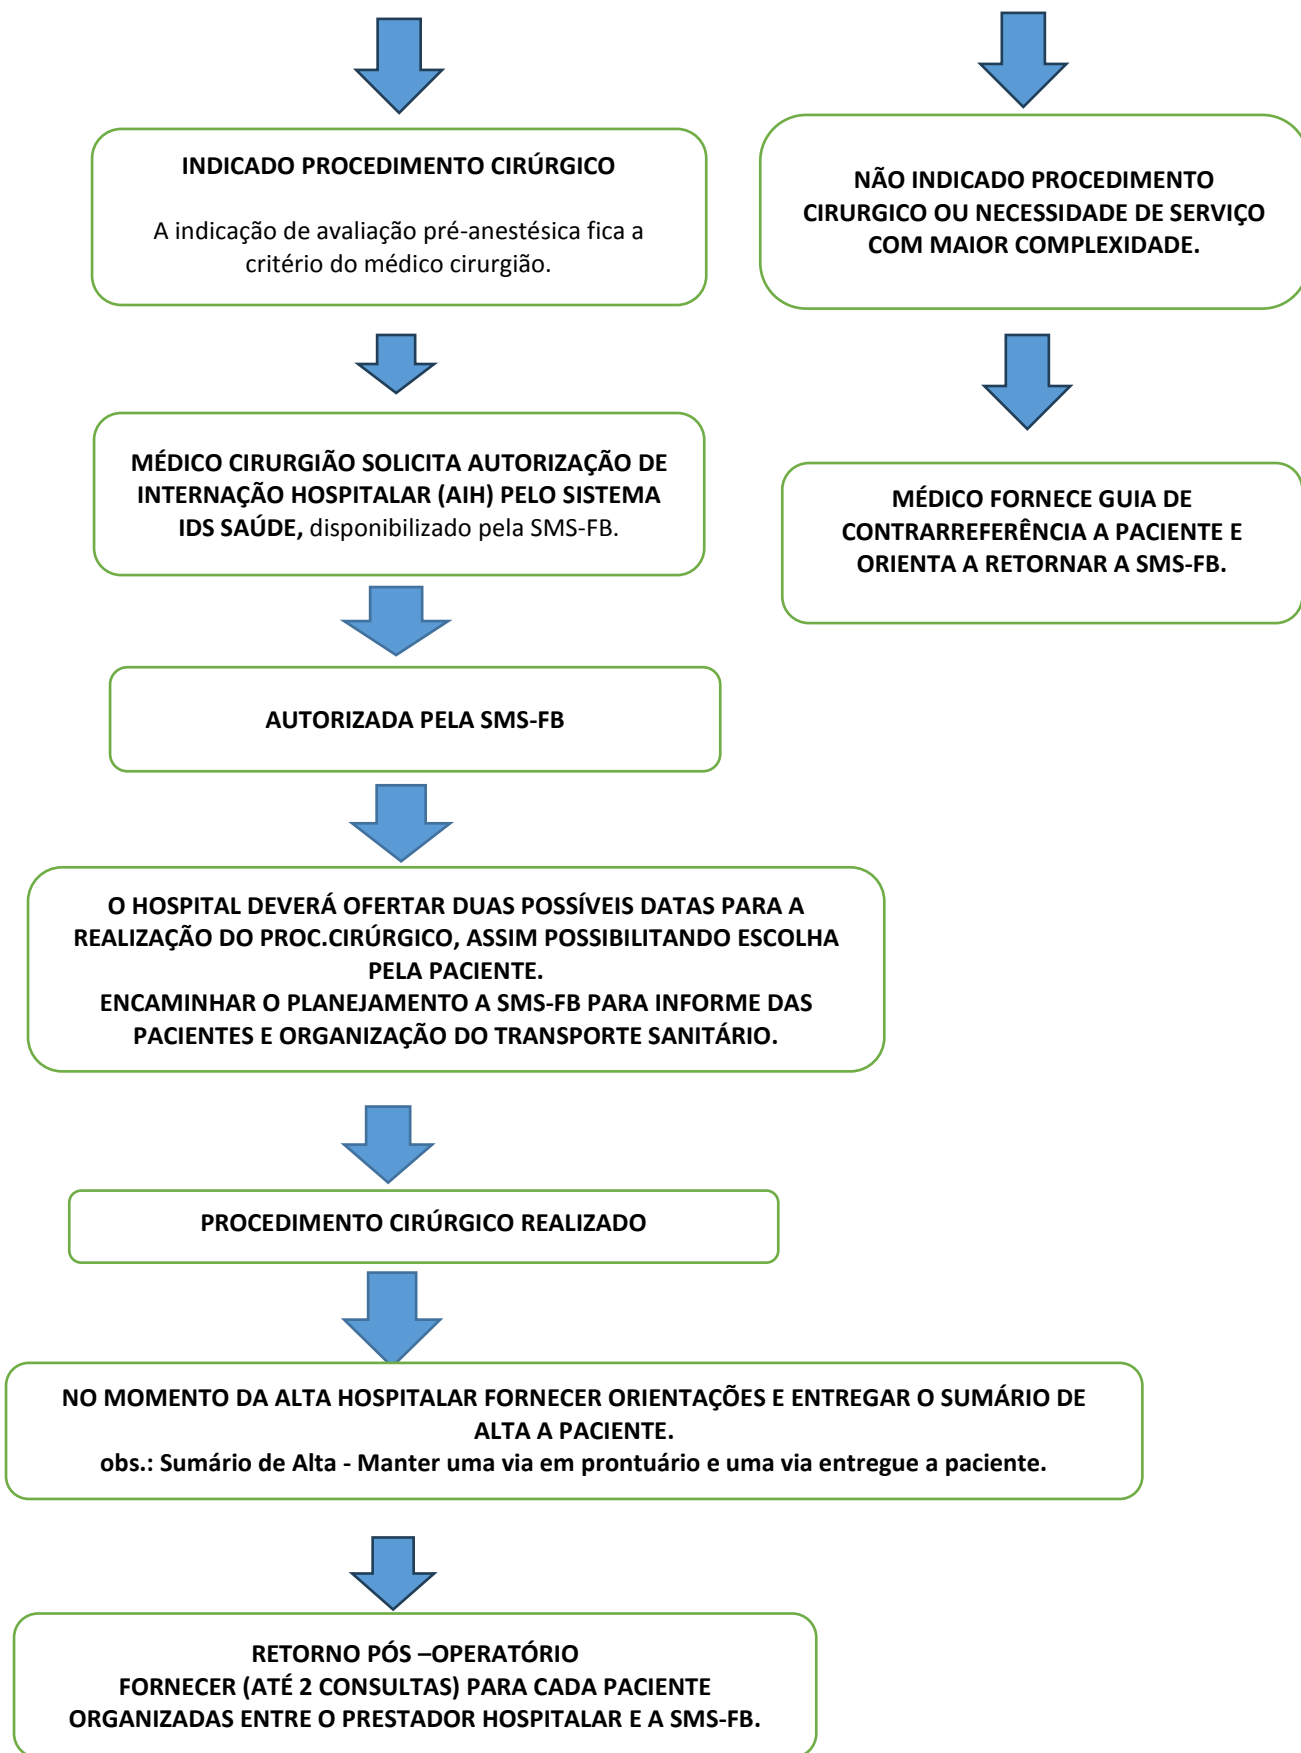 INDICADO PROCEDIMENTO CIRÚRGICO
A indicação de avaliação pré-anestésica fica a
critério do médico cirurgião.
NÃO INDICADO PROCEDIMENTO
CIRURGICO OU NECESSIDADE DE SERVIÇO
COM MAIOR COMPLEXIDADE.
MÉDICO CIRURGIÃO SOLICITA AUTORIZAÇÃO DE
INTERNAÇÃO HOSPITALAR (AIH) PELO SISTEMA
IDS SAÚDE, disponibilizado pela SMS-FB.
MÉDICO FORNECE GUIA DE
CONTRARREFERÊNCIA A PACIENTE E
ORIENTA A RETORNAR A SMS-FB.
AUTORIZADA PELA SMS-FB
O HOSPITAL DEVERÁ OFERTAR DUAS POSSÍVEIS DATAS PARA A
REALIZAÇÃO DO PROC.CIRÚRGICO, ASSIM POSSIBILITANDO ESCOLHA
PELA PACIENTE.
ENCAMINHAR O PLANEJAMENTO A SMS-FB PARA INFORME DAS
PACIENTES E ORGANIZAÇÃO DO TRANSPORTE SANITÁRIO.
PROCEDIMENTO CIRÚRGICO REALIZADO
NO MOMENTO DA ALTA HOSPITALAR FORNECER ORIENTAÇÕES E ENTREGAR O SUMÁRIO DE
ALTA A PACIENTE.
obs.: Sumário de Alta - Manter uma via em prontuário e uma via entregue a paciente.
RETORNO PÓS –OPERATÓRIO
FORNECER (ATÉ 2 CONSULTAS) PARA CADA PACIENTE
ORGANIZADAS ENTRE O PRESTADOR HOSPITALAR E A SMS-FB.